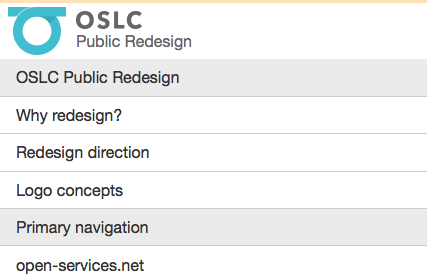 OSLC
Public Redesign
OSLC Public Redesign
Why redesign?
Redesign direction
Logo concepts
Primary navigation
open-services.net